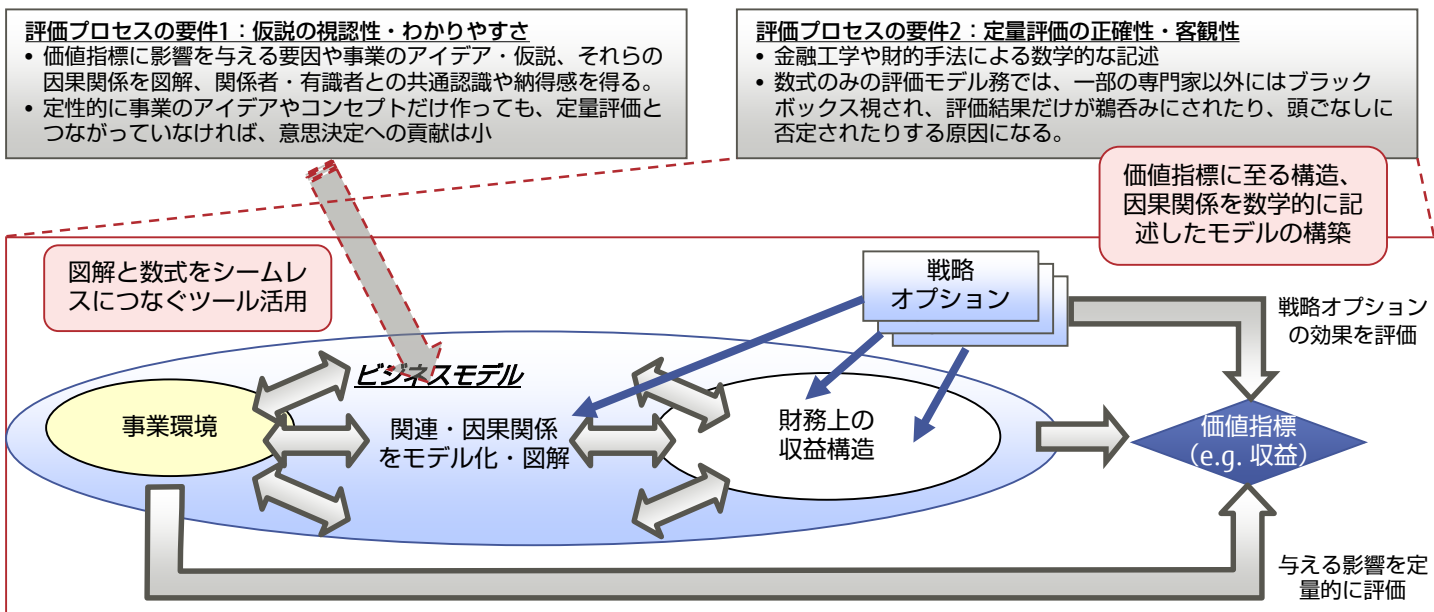 評価プロセスの要件1：仮説の視認性・わかりやすさ
• 価値指標に影響を与える要因や事業のアイデア・仮説、それらの
因果関係を図解、関係者・有識者との共通認識や納得感を得る。
• 定性的に事業のアイデアやコンセプトだけ作っても、定量評価と
つながっていなければ、意思決定への貢献は小
評価プロセスの要件2：定量評価の正確性・客観性
• 金融工学や財的手法による数学的な記述
• 数式のみの評価モデル務では、一部の専門家以外にはブラック
ボックス視され、評価結果だけが鵜呑みにされたり、頭ごなしに
否定されたりする原因になる。
価値指標に至る構造、
因果関係を数学的に記
述したモデルの構築
図解と数式をシームレ
スにつなぐツール活用
戦略
オプション
戦略オプション
の効果を評価
ビジネスモデル
事業環境
関連・因果関係
をモデル化・図解
財務上の
収益構造
価値指標
（e.g. 収益）
与える影響を定
量的に評価